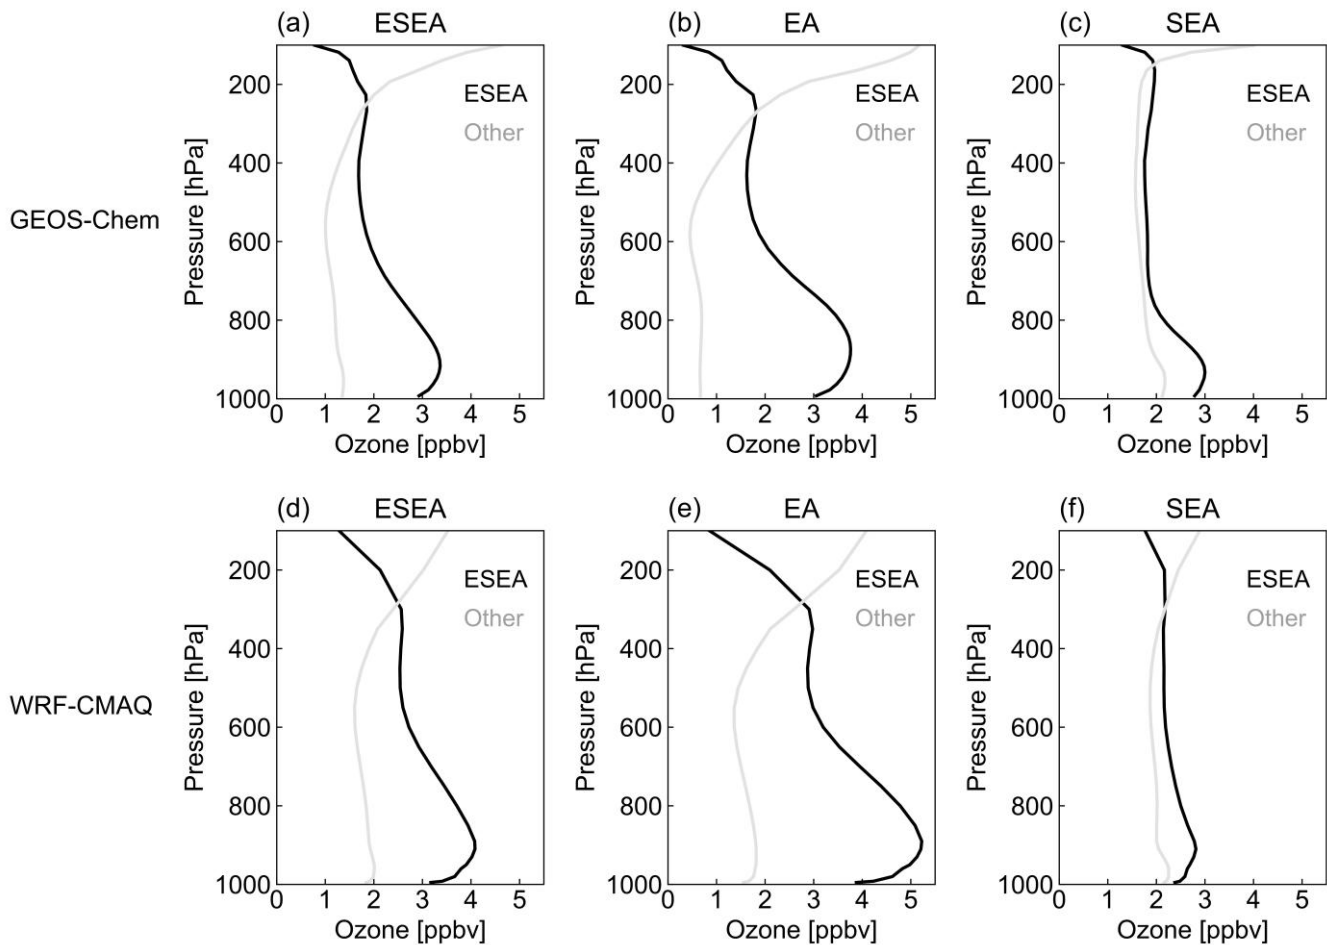 (a) ESEA
(b) EA
(c) SEA
GEOS-Chem
Pressure [hPa]
200
400
600
800
1000
0 1 2 3 4 5
Ozone [ppbv]
ESEA
Other
Pressure [hPa]
200
400
600
800
1000
0 1 2 3 4 5
Ozone [ppbv]
ESEA
Other
Pressure [hPa]
200
400
600
800
1000
0 1 2 3 4 5
Ozone [ppbv]
ESEA
Other
(d) ESEA
(e) EA
(f) SEA
WRF-CMAQ
Pressure [hPa]
200
400
600
800
1000
0 1 2 3 4 5
Ozone [ppbv]
ESEA
Other
Pressure [hPa]
200
400
600
800
1000
0 1 2 3 4 5
Ozone [ppbv]
ESEA
Other
Pressure [hPa]
200
400
600
800
1000
0 1 2 3 4 5
Ozone [ppbv]
ESEA
Other